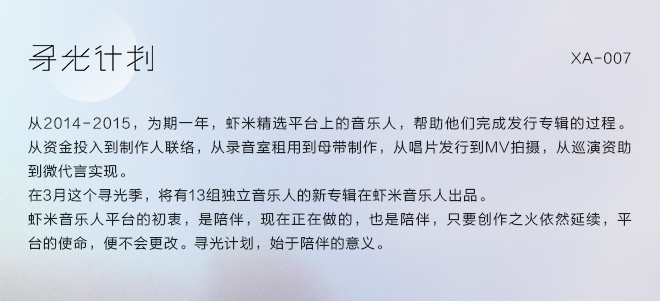 寻光计划
XA-007
从2014-2015，为期一年，虾米精选平台上的音乐人，帮助他们完成发行专辑的过程。
从资金投入到制作人联络，从录音室租用到母带制作，从唱片发行到MV拍摄，从巡演资助
到微代言实现。
在3月这个寻光季，将有13组独立音乐人的新专辑在虾米音乐人出品。
虾米音乐人平台的初衷，是陪伴，现在正在做的，也是陪伴，只要创作之火依然延续，平
台的使命，便不会更改。寻光计划，始于陪伴的意义。